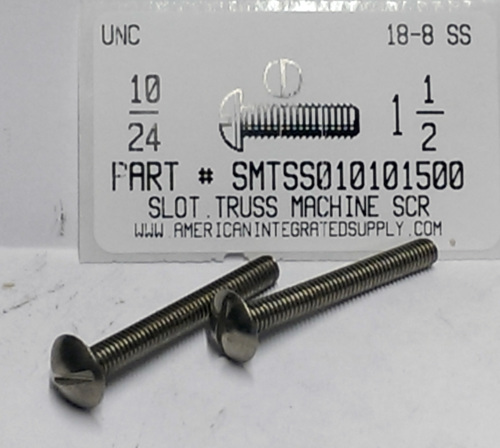 UNC 18-8 SS
10
24
1 1
2
PART # SMTSS010101500
SLOT.TRUSS MACHINE SCR
WWW.AMERICANINTEGRATEDSUPPLY.COM